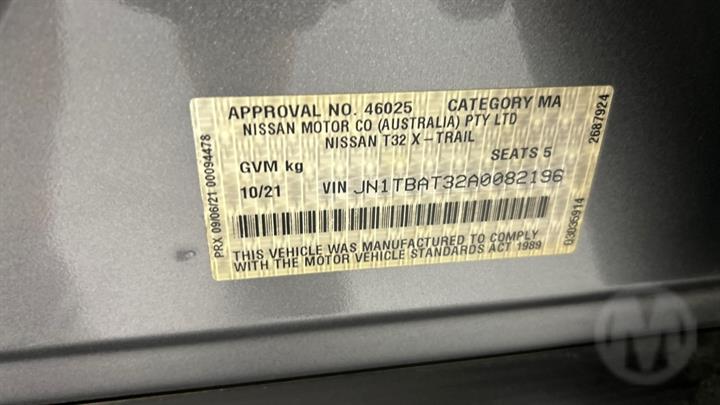 APPROVAL NO. 46025 CATEGORY MA
NISSAN MOTOR CO (AUSTRALIA) PTY LTD
NISSAN T32 X-TRAIL
GVM kg SEATS 5
10/21 VIN JN1TBAT32A0082196
THIS VEHICLE WAS MANUFACTURED TO COMPLY
WITH THE MOTOR VEHICLE STANDARDS ACT 1989
PRX 09/06/21 00094478
2687924
03036914
M